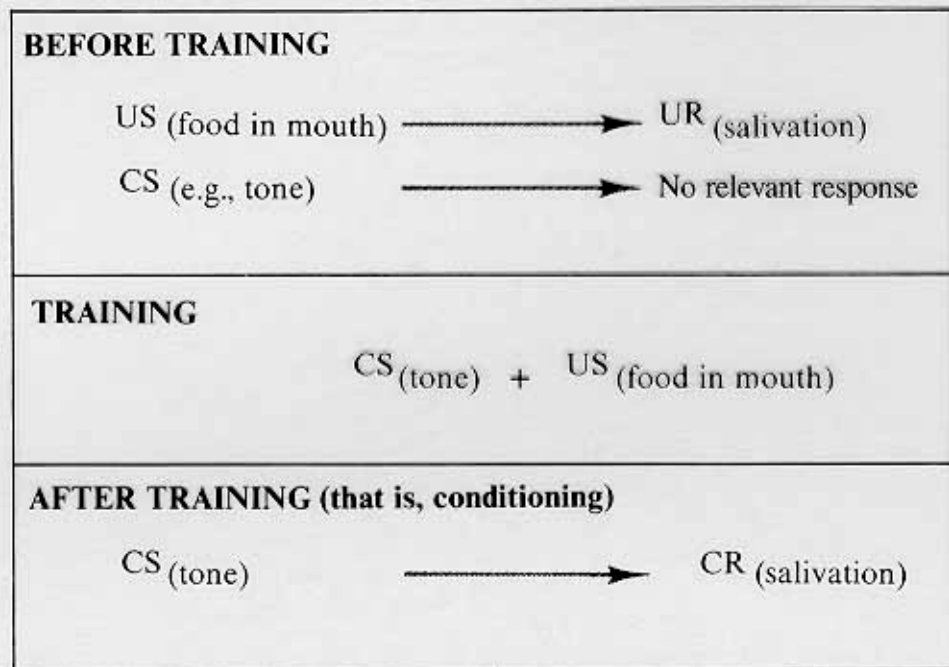 BEFORE TRAINING
US (food in mouth) UR (salivation)
CS (e.g., tone) No relevant response
TRAINING
CS (tone) + US (food in mouth)
AFTER TRAINING (that is, conditioning)
CS (tone) CR (salivation)